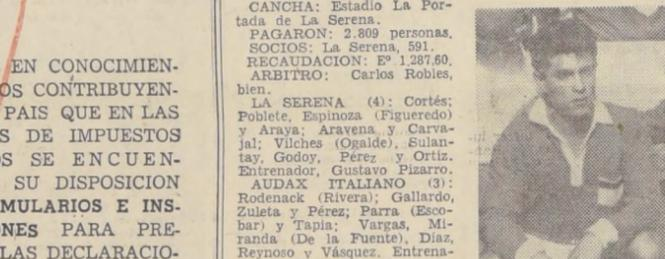 EN CONOCIMIEN-
OS CONTRIBUYEN-
PAIS QUE EN LAS
S DE IMPUESTOS
OS SE ENCUEN-
SU DISPOSICION
MULARIOS E INS-
ONES PARA PRE-
LAS DECLARACIO-
CANCHA: Estadio La Por-
tada de La Serena.
PAGARON: 2.809 personas.
SOCIOS: La Serena, 591.
RECAUDACION: Eº 1.287,60.
ARBITRO: Carlos Robles,
bien.
LA SERENA (4): Cortés;
Poblete, Espinoza (Figueredo)
y Araya; Aravena y Carva-
jal; Vilches (Ogalde), Sulan-
tay, Godoy, Pérez y Ortiz.
Entrenador, Gustavo Pizarro.
AUDAX ITALIANO (3):
Rodenack (Rivera); Gallardo,
Zuleta y Pérez; Parra (Esco-
bar) y Tapia; Vargas, Mi-
randa (De la Fuente), Díaz,
Reynoso y Vásquez. Entrena-